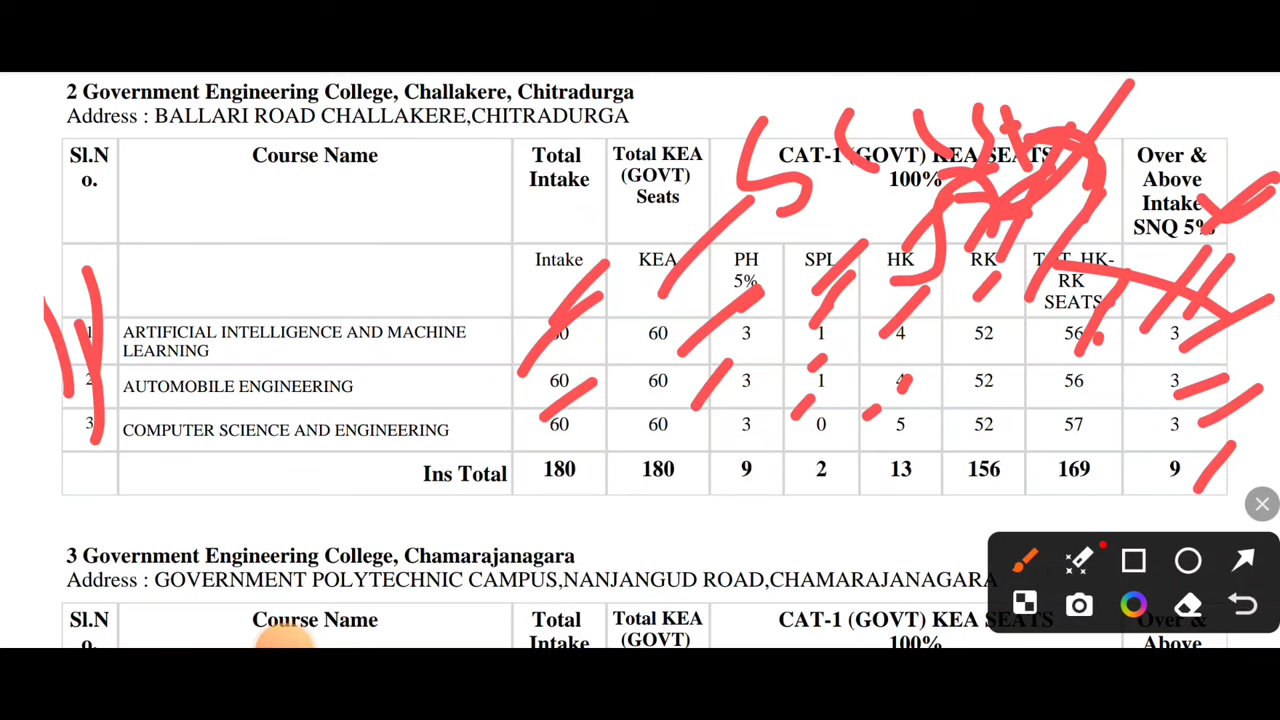 2 Government Engineering College, Challakere, Chitradurga
Address : BALLARI ROAD CHALLAKERE,CHITRADURGA
Sl.N o. Course Name Total Intake Total KEA (GOVT) Seats CAT-1 (GOVT) KEA SEATS 100% Over & Above Intake SNQ 5%
Intake KEA PH 5% SPL HK RK HK- RK SEATS
1 ARTIFICIAL INTELLIGENCE AND MACHINE LEARNING 60 60 3 1 4 52 56 3
2 AUTOMOBILE ENGINEERING 60 60 3 1 4 52 56 3
3 COMPUTER SCIENCE AND ENGINEERING 60 60 3 0 5 52 57 3
Ins Total 180 180 9 2 13 156 169 9
3 Government Engineering College, Chamarajanagara
Address : GOVERNMENT POLYTECHNIC CAMPUS,NANJANGUD ROAD,CHAMARAJANAGARA
Sl.N o. Course Name Total Intake Total KEA (GOVT) CAT-1 (GOVT) KEA SEATS 100% Over & Above